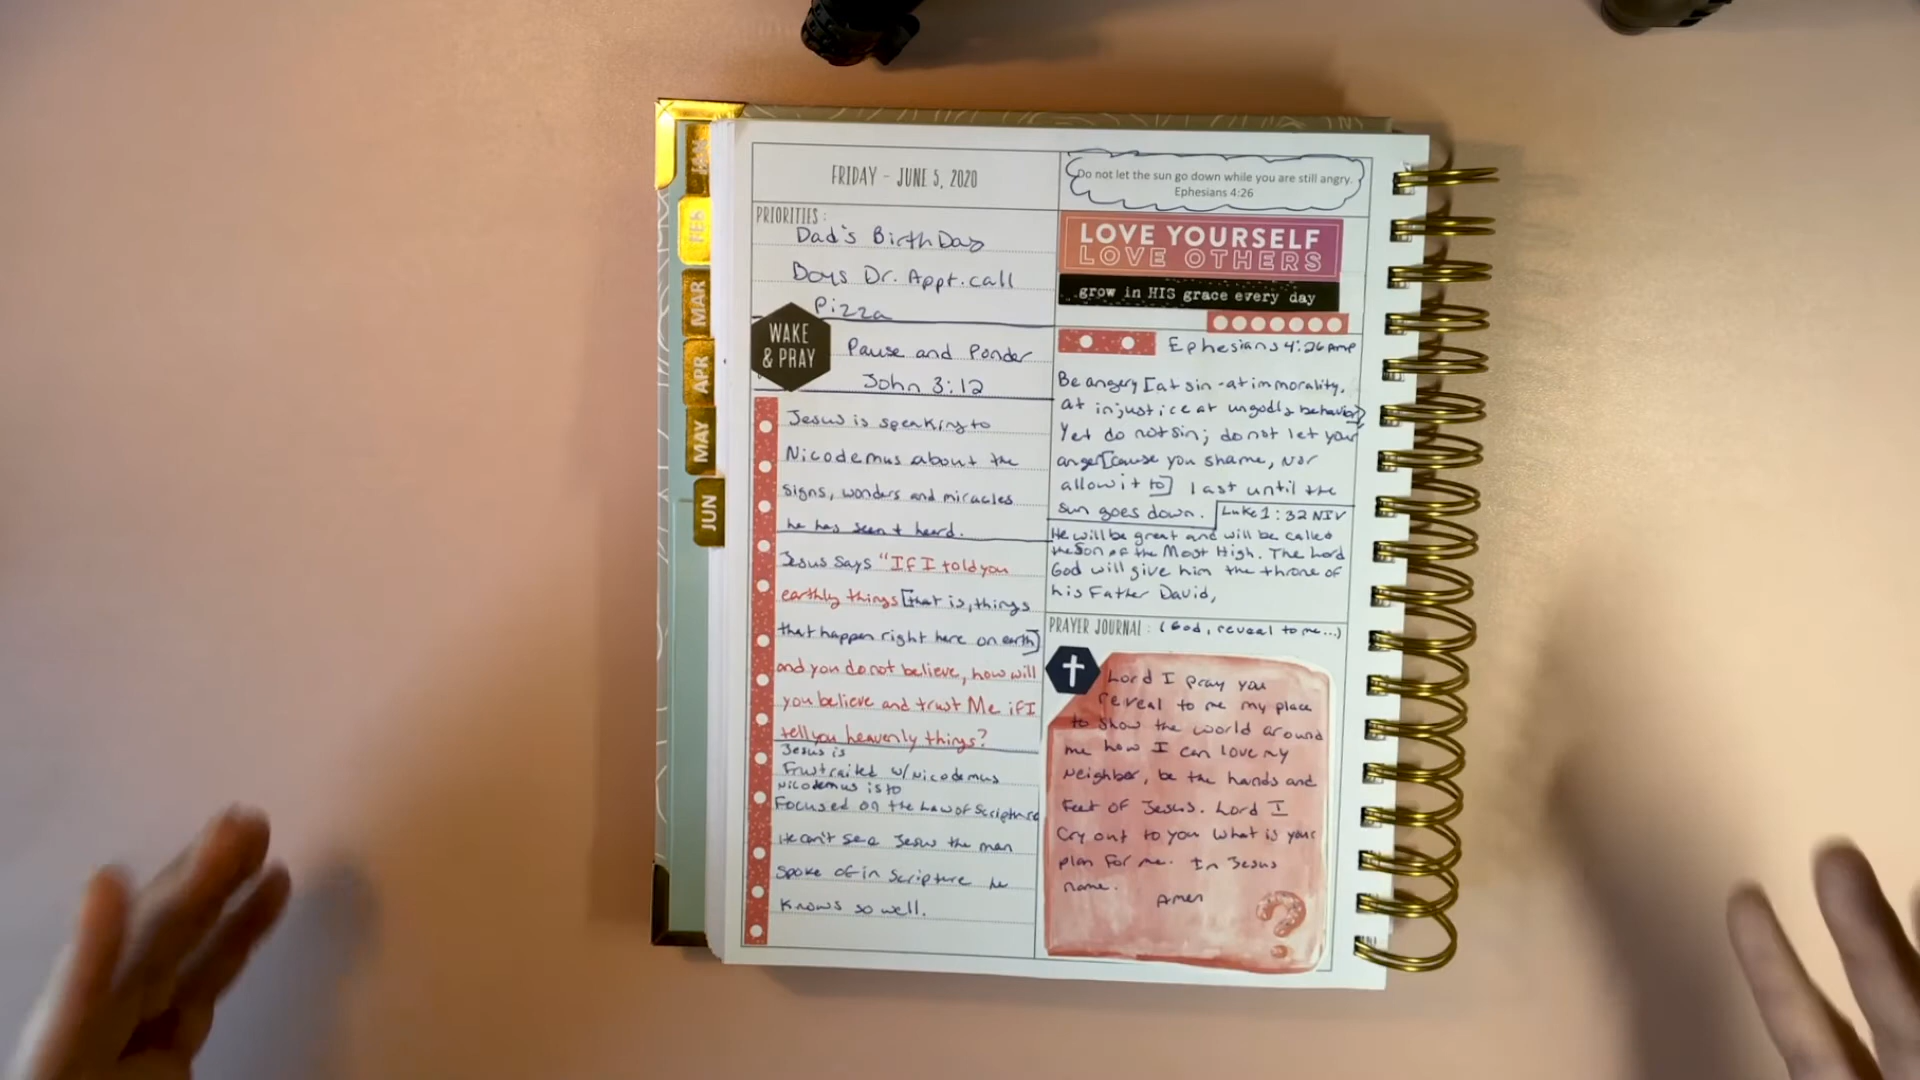 JAN
FEB
MAR
APR
MAY
JUN
FRIDAY - JUNE 5, 2020
PRIORITIES:
Dad's BirthDay
Boys Dr. Appt. call
Pizza
WAKE
& PRAY
Pause and Ponder
John 3:12
Jesus is speaking to
Nicodemus about the
signs, wonders and miracles
he has seen + heard.
Jesus says "IF I told you
earthly things [that is, things
that happen right here on earth]
and you do not believe, how will
you believe and trust Me if I
tell you heavenly things?
Jesus is
Frustraited w/ Nicodemus
Nicodemus is to
Focused on the Law of Scripture
He can't see Jesus the man
spoke of in Scripture he
knows so well.
Do not let the sun go down while you are still angry.
Ephesians 4:26
LOVE YOURSELF
LOVE OTHERS
grow in HIS grace every day
Ephesians 4:26 AMP
Be angery [at sin - at immorality,
at injustice at ungodly behavior]
Yet do not sin; do not let your
anger [cause you shame, nor
allow it to] last until the
sun goes down.
Luke 1:32 NIV
He will be great and will be called
the Son of the Most High. The Lord
God will give him the throne of
his Father David,
PRAYER JOURNAL: (God, reveal to me...)
Lord I pray you
reveal to me my place
to show the world around
me how I can love my
Neighbor, be the hands and
feet of Jesus. Lord I
Cry out to you what is your
plan for me. In Jesus
name.
Amen
?